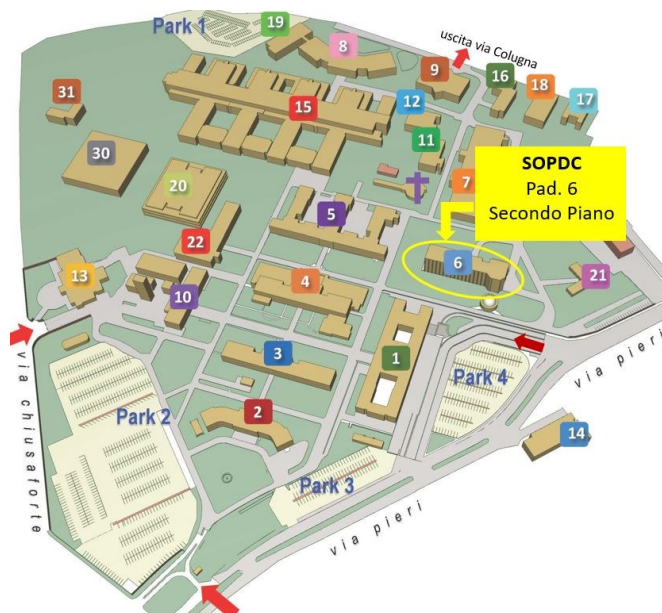 Park 1
19
8
uscita via Colugna
9
16
18
17
31
15
12
11
30
20
7
SOPDC
Pad. 6
Secondo Piano
5
22
6
13
10
4
21
3
1
Park 4
via pieri
Park 2
2
14
via chiusaforte
Park 3
via pieri